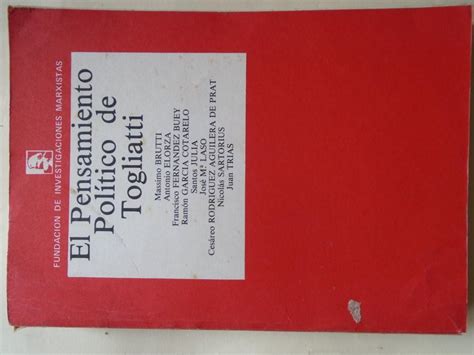 FUNDACION DE INVESTIGACIONES MARXISTAS
El Pensamiento
Político de
Togliatti
Massimo BRUTTI
Antonio ELORZA
Francisco FERNANDEZ BUEY
Ramón GARCIA COTARELO
Santos JULIA
José Mª. LASO
Cesáreo RODRIGUEZ AGUILERA DE PRAT
Nicolás SARTORIUS
Juan TRIAS